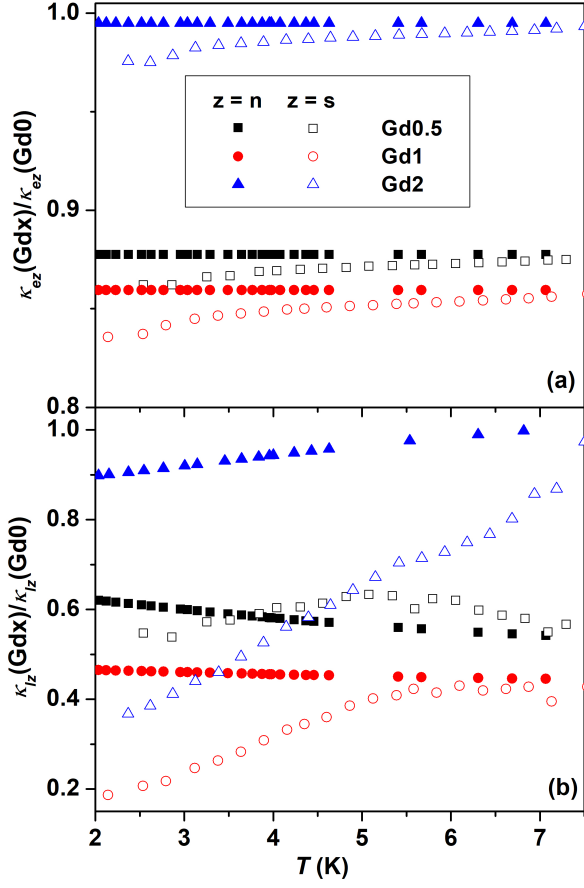 1.0
0.9
0.8
κez(Gdx)/κez(Gd0)
z = n z = s
Gd0.5
Gd1
Gd2
(a)
1.0
0.8
0.6
0.4
0.2
κlz(Gdx)/κlz(Gd0)
(b)
2 3 4 5 6 7
T (K)